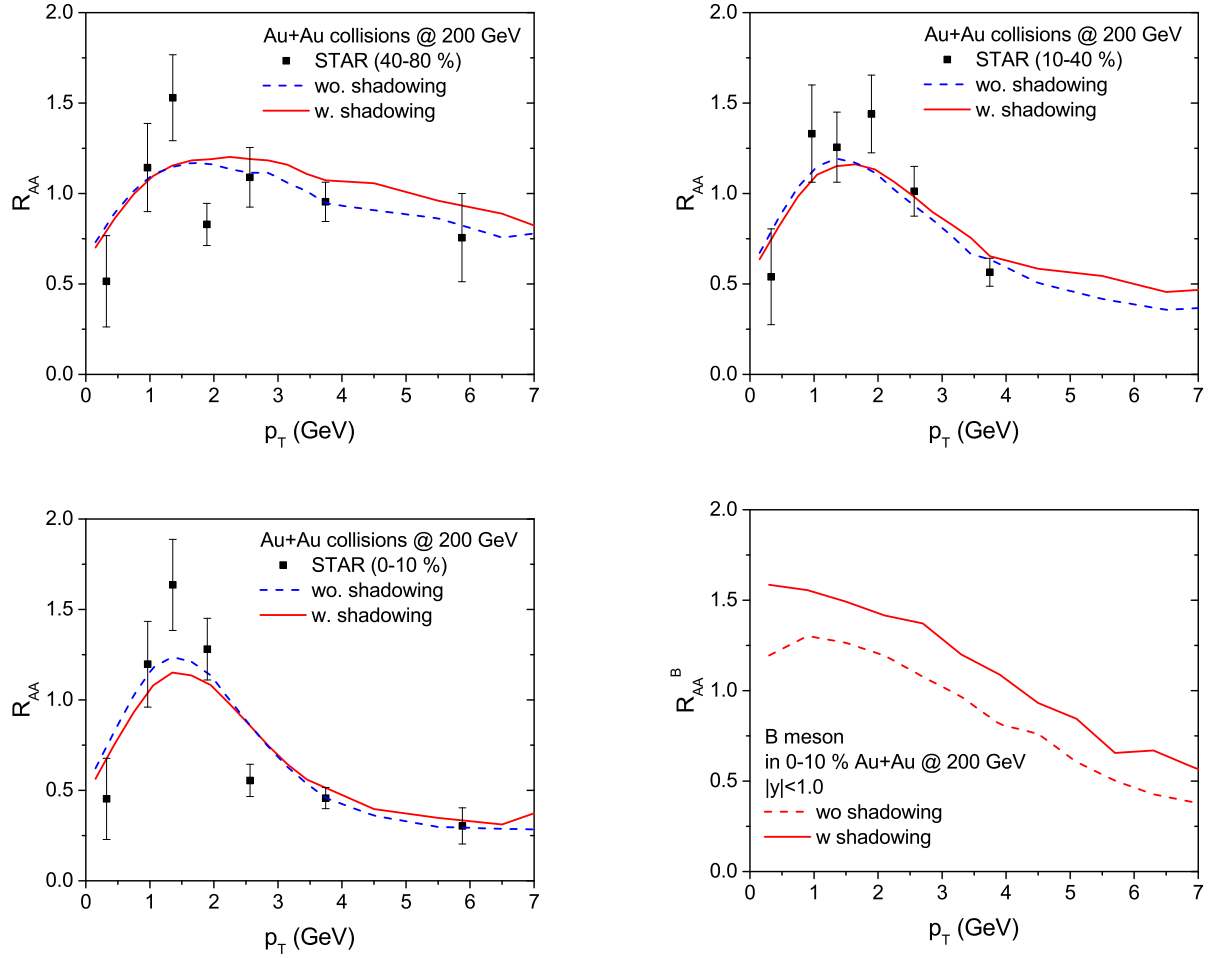 Au+Au collisions @ 200 GeV
STAR (40-80 %)
wo. shadowing
w. shadowing
2.0
1.5
1.0
0.5
0.0
R_AA
0 1 2 3 4 5 6 7
p_T (GeV)
Au+Au collisions @ 200 GeV
STAR (10-40 %)
wo. shadowing
w. shadowing
2.0
1.5
1.0
0.5
0.0
R_AA
0 1 2 3 4 5 6 7
p_T (GeV)
Au+Au collisions @ 200 GeV
STAR (0-10 %)
wo. shadowing
w. shadowing
2.0
1.5
1.0
0.5
0.0
R_AA
0 1 2 3 4 5 6 7
p_T (GeV)
2.0
1.5
1.0
0.5
0.0
R_AA^B
B meson
in 0-10 % Au+Au @ 200 GeV
|y|<1.0
wo shadowing
w shadowing
0 1 2 3 4 5 6 7
p_T (GeV)